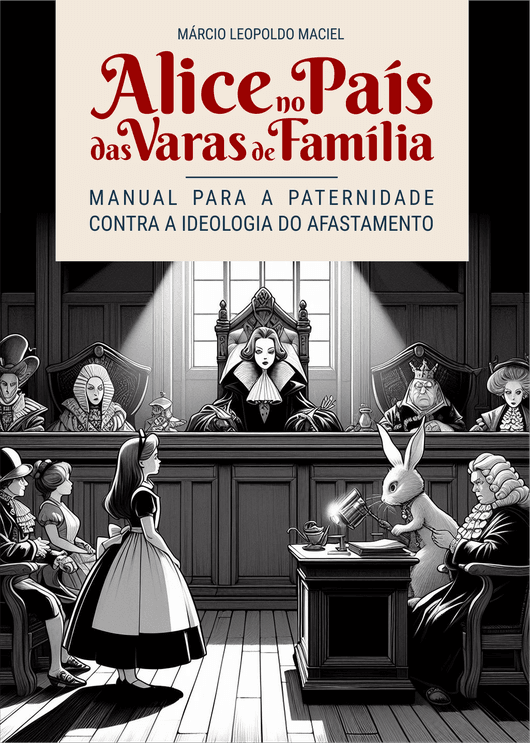 MÁRCIO LEOPOLDO MACIEL
Alice no País
das Varas de Família
MANUAL PARA A PATERNIDADE
CONTRA A IDEOLOGIA DO AFASTAMENTO